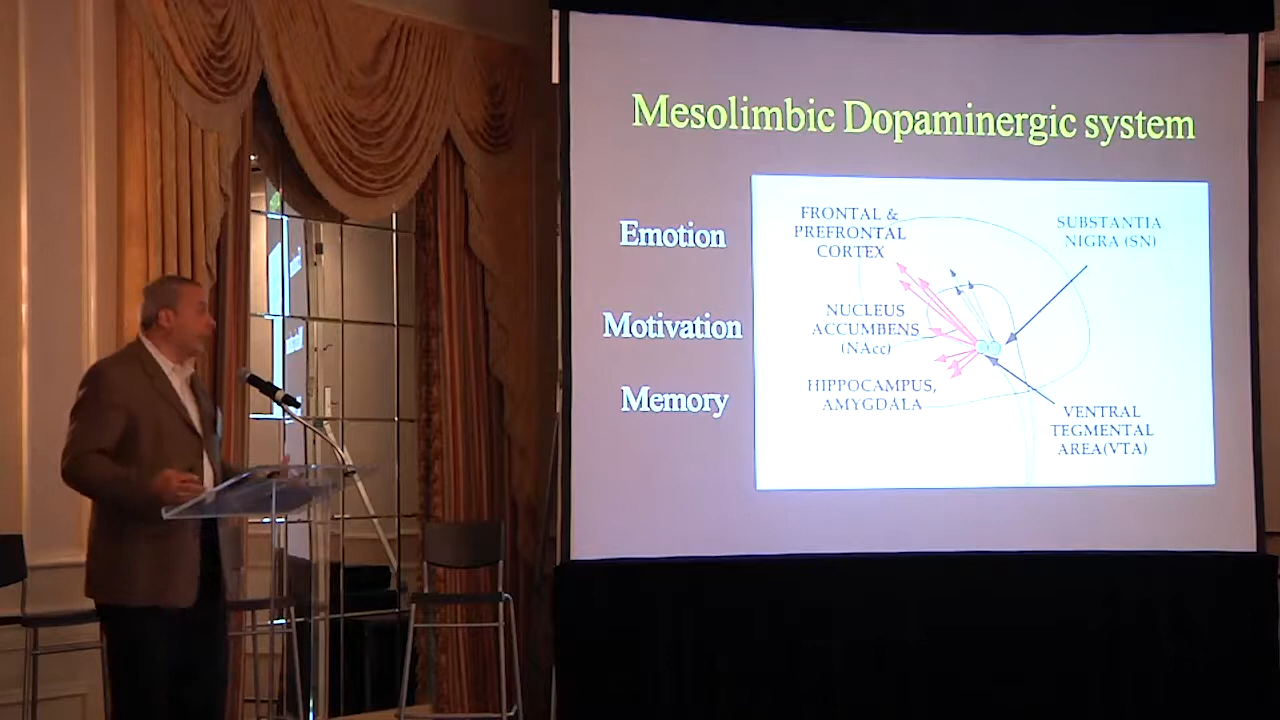 Mesolimbic Dopaminergic system
Emotion
Motivation
Memory
FRONTAL &
PREFRONTAL
CORTEX
NUCLEUS
ACCUMBENS
(NAcc)
HIPPOCAMPUS,
AMYGDALA
SUBSTANTIA
NIGRA (SN)
VENTRAL
TEGMENTAL
AREA(VTA)